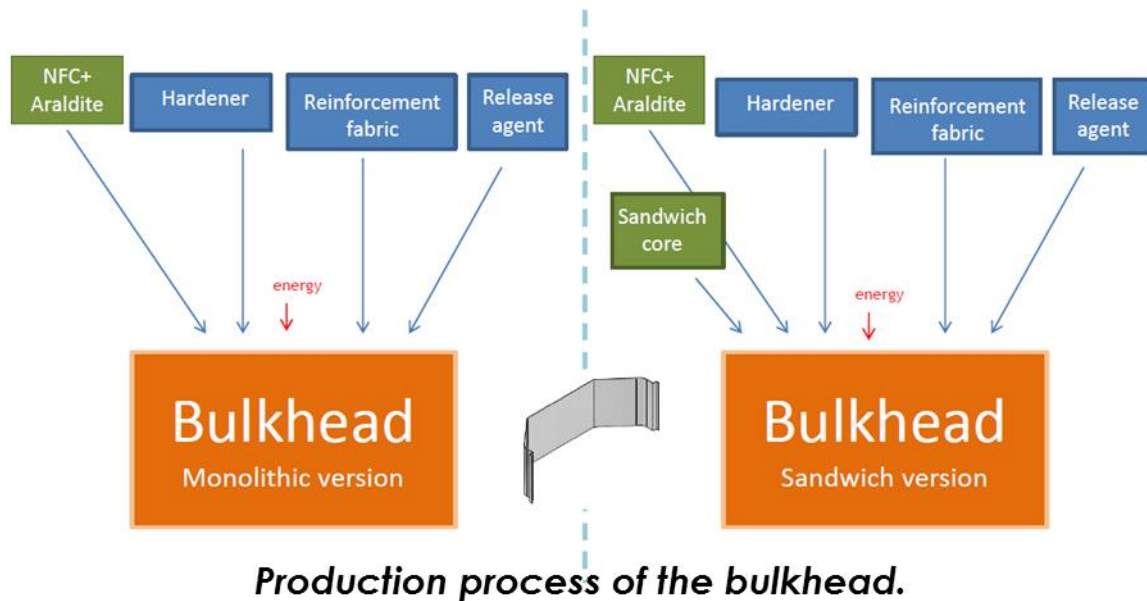 NFC+
Araldite
Hardener
Reinforcement
fabric
Release
agent
energy
Bulkhead
Monolithic version
NFC+
Araldite
Hardener
Reinforcement
fabric
Release
agent
Sandwich
core
energy
Bulkhead
Sandwich version
Production process of the bulkhead.